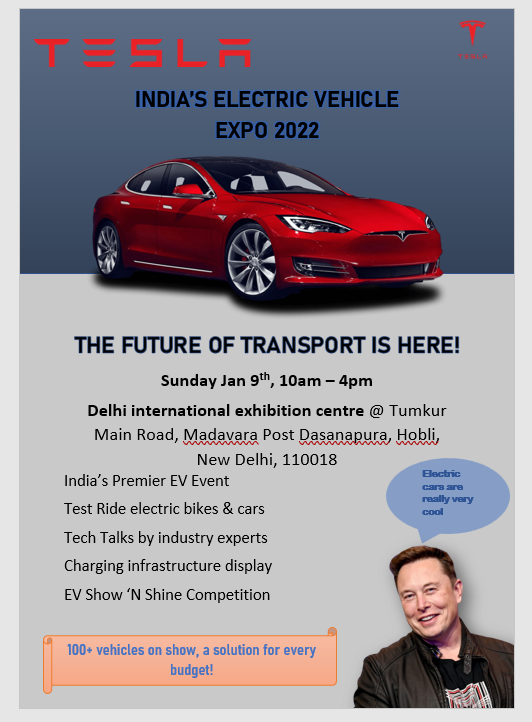 TESLA
TESLA
INDIA'S ELECTRIC VEHICLE
EXPO 2022
THE FUTURE OF TRANSPORT IS HERE!
Sunday Jan 9th, 10am – 4pm
Delhi international exhibition centre @ Tumkur
Main Road, Madavara Post Dasanapura, Hobli,
New Delhi, 110018
India's Premier EV Event
Test Ride electric bikes & cars
Tech Talks by industry experts
Charging infrastructure display
EV Show 'N Shine Competition
Electric
cars are
really very
cool
100+ vehicles on show, a solution for every
budget!